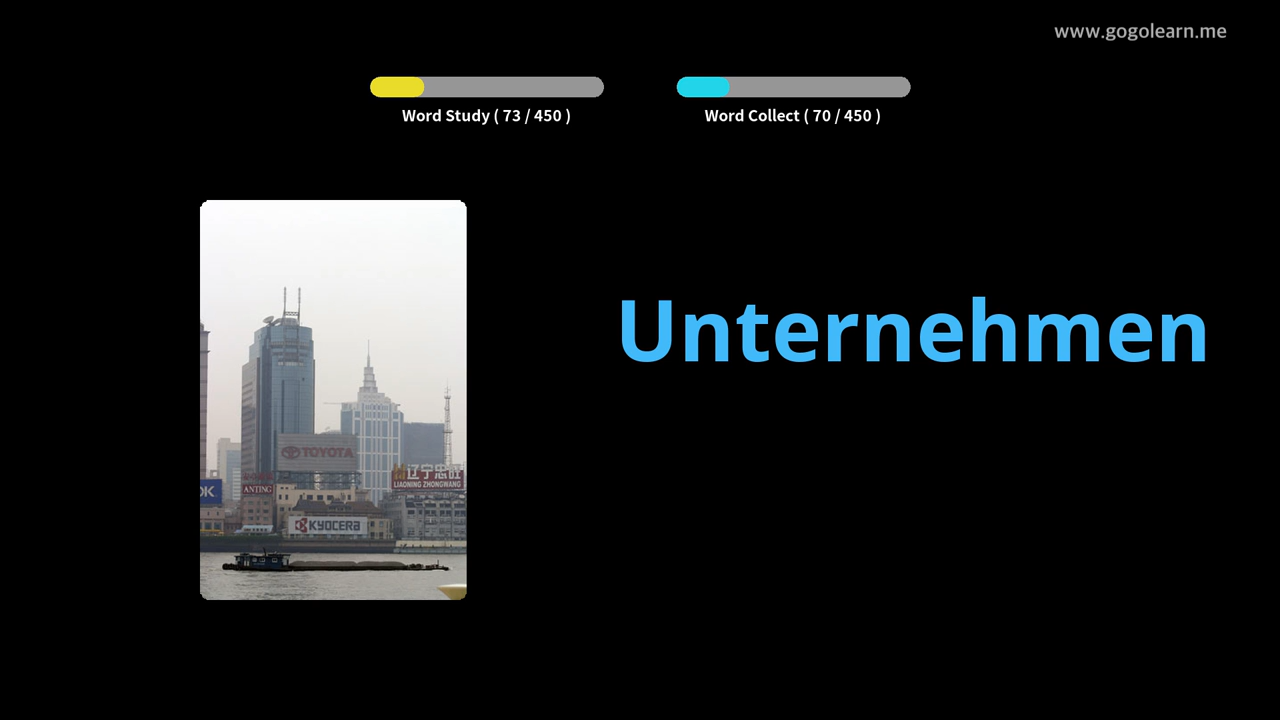 www.gogolearn.me
Word Study ( 73 / 450 )
Word Collect ( 70 / 450 )
Unternehmen
TOYOTA
辽宁忠旺
LIAONING ZHONGWANG
OK
ANTING
KYOCERA